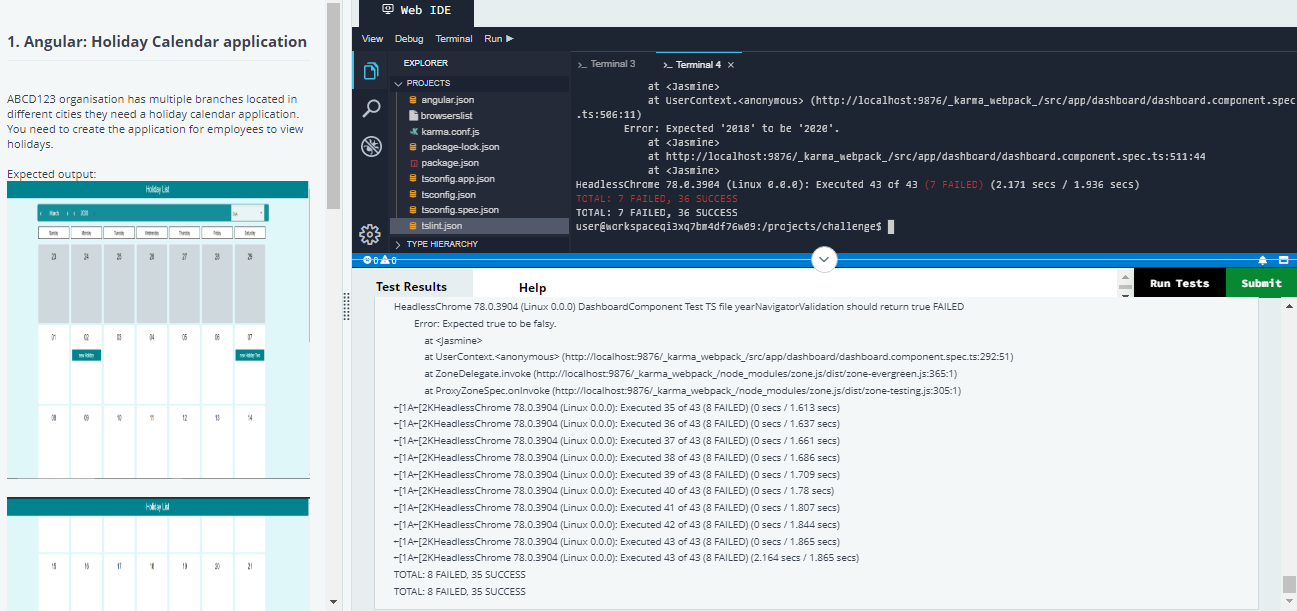 1. Angular: Holiday Calendar application
ABCD123 organisation has multiple branches located in
different cities they need a holiday calendar application.
You need to create the application for employees to view
holidays.
Expected output:
Holiday List
‹ March › ‹ 2020
Sunday Monday Tuesday Wednesday Thursday Friday Saturday
23 24 25 26 27 28 29
01 02 03 04 05 06 07
new Holiday
08 09 10 11 12 13 14
Holiday List
15 16 17 18 19 20 21
Web IDE
View Debug Terminal Run ▶
EXPLORER
PROJECTS
angular.json
browserslist
karma.conf.js
package-lock.json
package.json
tsconfig.app.json
tsconfig.json
tsconfig.spec.json
tslint.json
TYPE HIERARCHY
0 0
>_ Terminal 3
>_ Terminal 4 ×
at <Jasmine>
at UserContext.<anonymous> (http://localhost:9876/_karma_webpack_/src/app/dashboard/dashboard.component.spec
.ts:506:11)
Error: Expected '2018' to be '2020'.
at <Jasmine>
at http://localhost:9876/_karma_webpack_/src/app/dashboard/dashboard.component.spec.ts:511:44
at <Jasmine>
HeadlessChrome 78.0.3904 (Linux 0.0.0): Executed 43 of 43 (7 FAILED) (2.171 secs / 1.936 secs)
TOTAL: 7 FAILED, 36 SUCCESS
TOTAL: 7 FAILED, 36 SUCCESS
user@workspaceqi3xq7bm4df76w09:/projects/challenge$
Test Results
Help
Run Tests
Submit
HeadlessChrome 78.0.3904 (Linux 0.0.0) DashboardComponent Test TS file yearNavigatorValidation should return true FAILED
Error: Expected true to be falsy.
at <Jasmine>
at UserContext.<anonymous> (http://localhost:9876/_karma_webpack_/src/app/dashboard/dashboard.component.spec.ts:292:51)
at ZoneDelegate.invoke (http://localhost:9876/_karma_webpack_/node_modules/zone.js/dist/zone-evergreen.js:365:1)
at ProxyZoneSpec.onInvoke (http://localhost:9876/_karma_webpack_/node_modules/zone.js/dist/zone-testing.js:305:1)
←[1A←[2KHeadlessChrome 78.0.3904 (Linux 0.0.0): Executed 35 of 43 (8 FAILED) (0 secs / 1.613 secs)
←[1A←[2KHeadlessChrome 78.0.3904 (Linux 0.0.0): Executed 36 of 43 (8 FAILED) (0 secs / 1.637 secs)
←[1A←[2KHeadlessChrome 78.0.3904 (Linux 0.0.0): Executed 37 of 43 (8 FAILED) (0 secs / 1.661 secs)
←[1A←[2KHeadlessChrome 78.0.3904 (Linux 0.0.0): Executed 38 of 43 (8 FAILED) (0 secs / 1.686 secs)
←[1A←[2KHeadlessChrome 78.0.3904 (Linux 0.0.0): Executed 39 of 43 (8 FAILED) (0 secs / 1.709 secs)
←[1A←[2KHeadlessChrome 78.0.3904 (Linux 0.0.0): Executed 40 of 43 (8 FAILED) (0 secs / 1.78 secs)
←[1A←[2KHeadlessChrome 78.0.3904 (Linux 0.0.0): Executed 41 of 43 (8 FAILED) (0 secs / 1.807 secs)
←[1A←[2KHeadlessChrome 78.0.3904 (Linux 0.0.0): Executed 42 of 43 (8 FAILED) (0 secs / 1.844 secs)
←[1A←[2KHeadlessChrome 78.0.3904 (Linux 0.0.0): Executed 43 of 43 (8 FAILED) (0 secs / 1.865 secs)
←[1A←[2KHeadlessChrome 78.0.3904 (Linux 0.0.0): Executed 43 of 43 (8 FAILED) (2.164 secs / 1.865 secs)
TOTAL: 8 FAILED, 35 SUCCESS
TOTAL: 8 FAILED, 35 SUCCESS